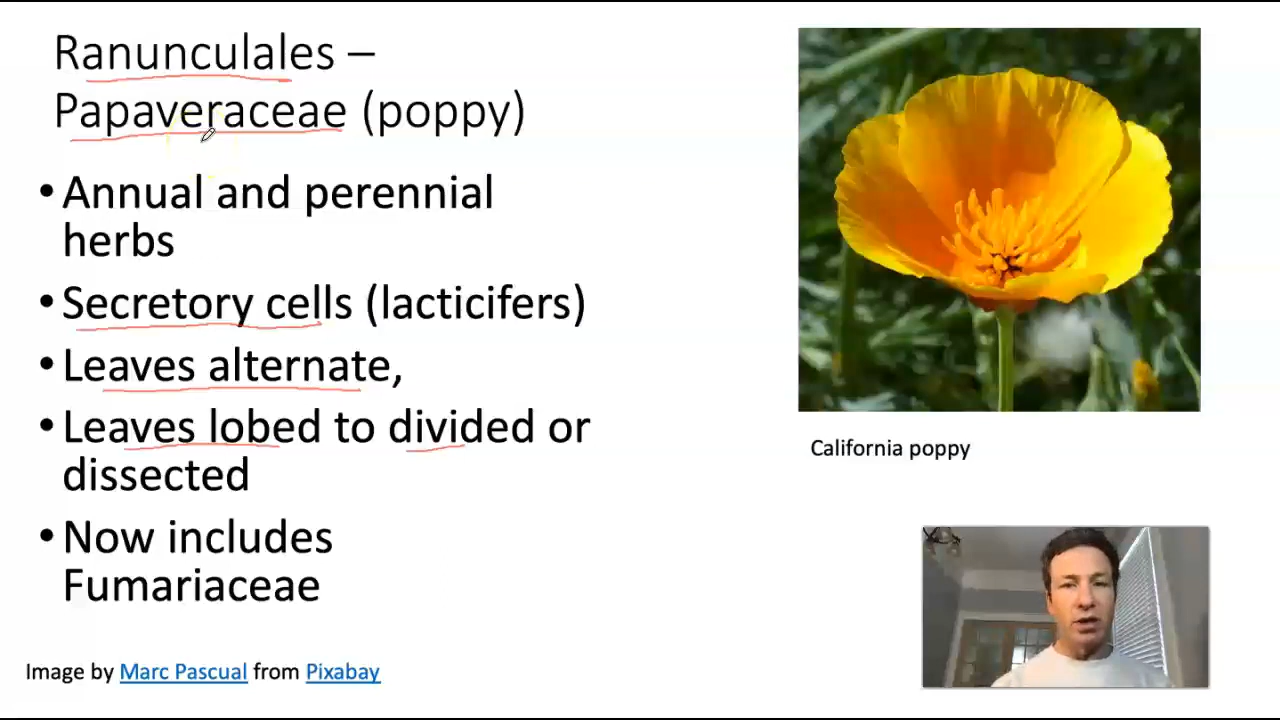 Ranunculales –
Papaveraceae (poppy)
• Annual and perennial
herbs
• Secretory cells (lacticifers)
• Leaves alternate,
• Leaves lobed to divided or
dissected
• Now includes
Fumariaceae
California poppy
Image by Marc Pascual from Pixabay